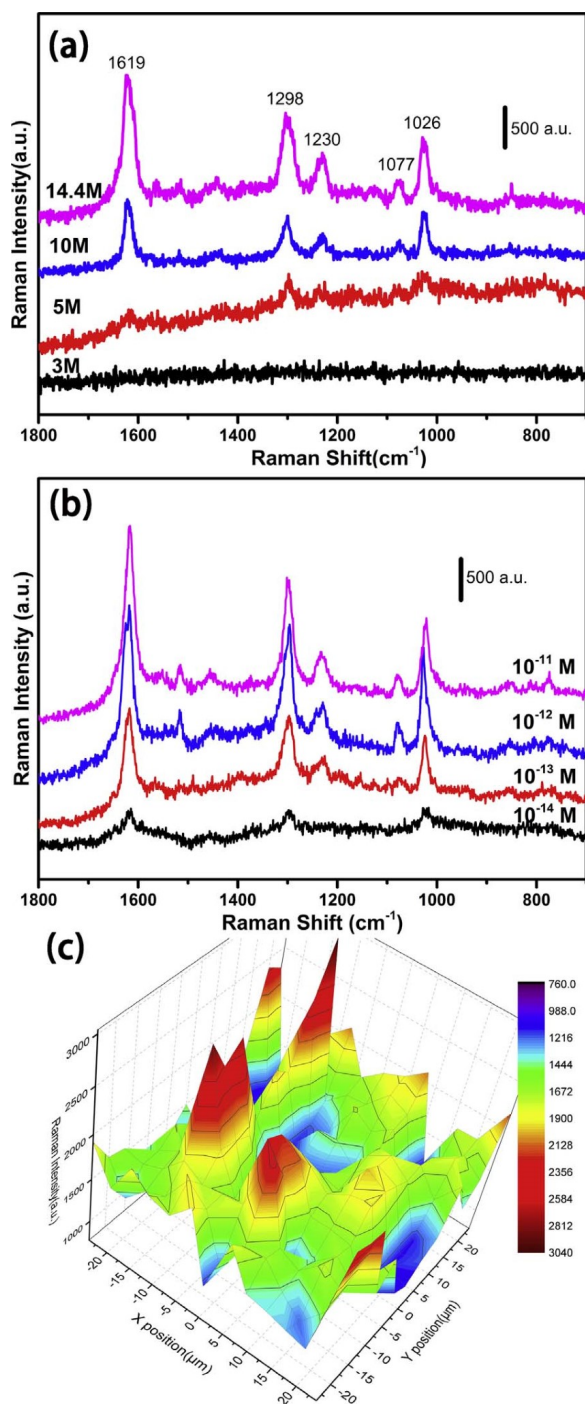 (a)
1619
1298
1230
1077
1026
500 a.u.
14.4M
10M
5M
3M
Raman Intensity(a.u.)
1800 1600 1400 1200 1000 800
Raman Shift(cm⁻¹)
(b)
500 a.u.
10⁻¹¹ M
10⁻¹² M
10⁻¹³ M
10⁻¹⁴ M
Raman Intensity (a.u.)
1800 1600 1400 1200 1000 800
Raman Shift (cm⁻¹)
(c)
3000
2500
2000
1500
1000
Raman Intensity(a.u.)
-20 -15 -10 -5 0 5 10 15 20
X position(μm)
20 15 10 5 0 -5 -10 -15 -20
Y position(μm)
760.0
988.0
1216
1444
1672
1900
2128
2356
2584
2812
3040